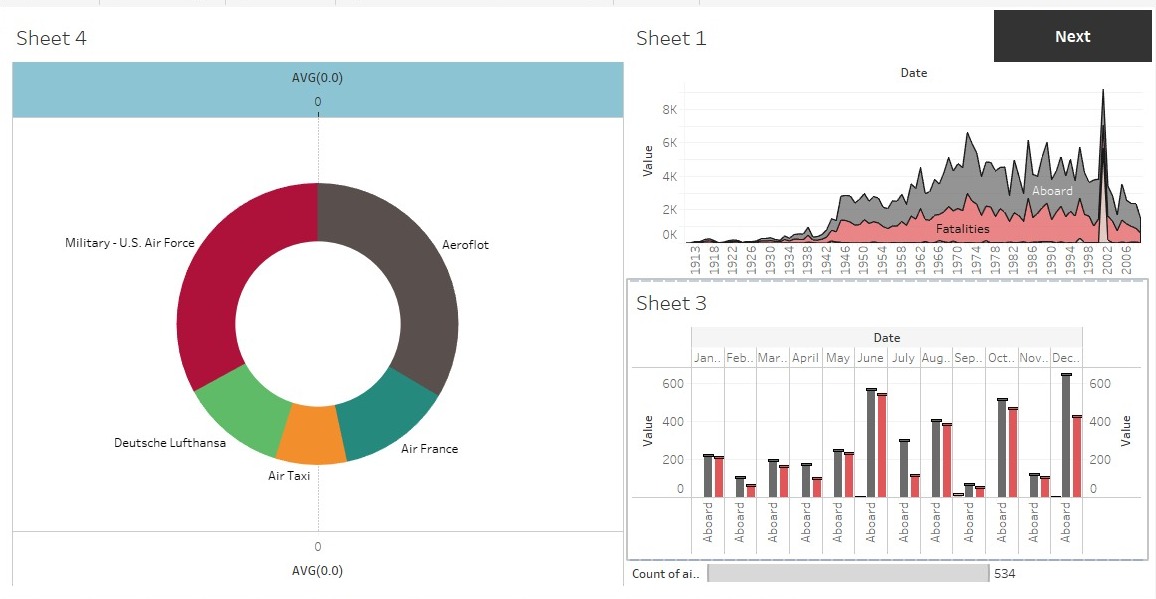 Sheet 4
AVG(0.0)
0
Military - U.S. Air Force
Aeroflot
Deutsche Lufthansa
Air France
Air Taxi
0
AVG(0.0)
Sheet 1
Next
Date
Value
8K
6K
4K
2K
0K
Aboard
Fatalities
1913 1918 1922 1926 1930 1934 1938 1942 1946 1950 1954 1958 1962 1966 1970 1974 1978 1982 1986 1990 1994 1998 2002 2006
Sheet 3
Date
Jan.. Feb.. Mar.. April May June July Aug.. Sep.. Oct.. Nov.. Dec..
Value
600 600
400 400
200 200
0 0
Value
Aboard Aboard Aboard Aboard Aboard Aboard Aboard Aboard Aboard Aboard Aboard Aboard
Count of ai.. 534